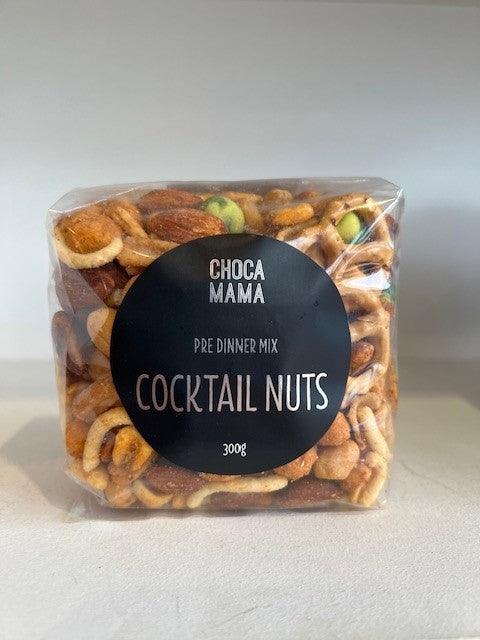 CHOCA
MAMA
PRE DINNER MIX
COCKTAIL NUTS
300g